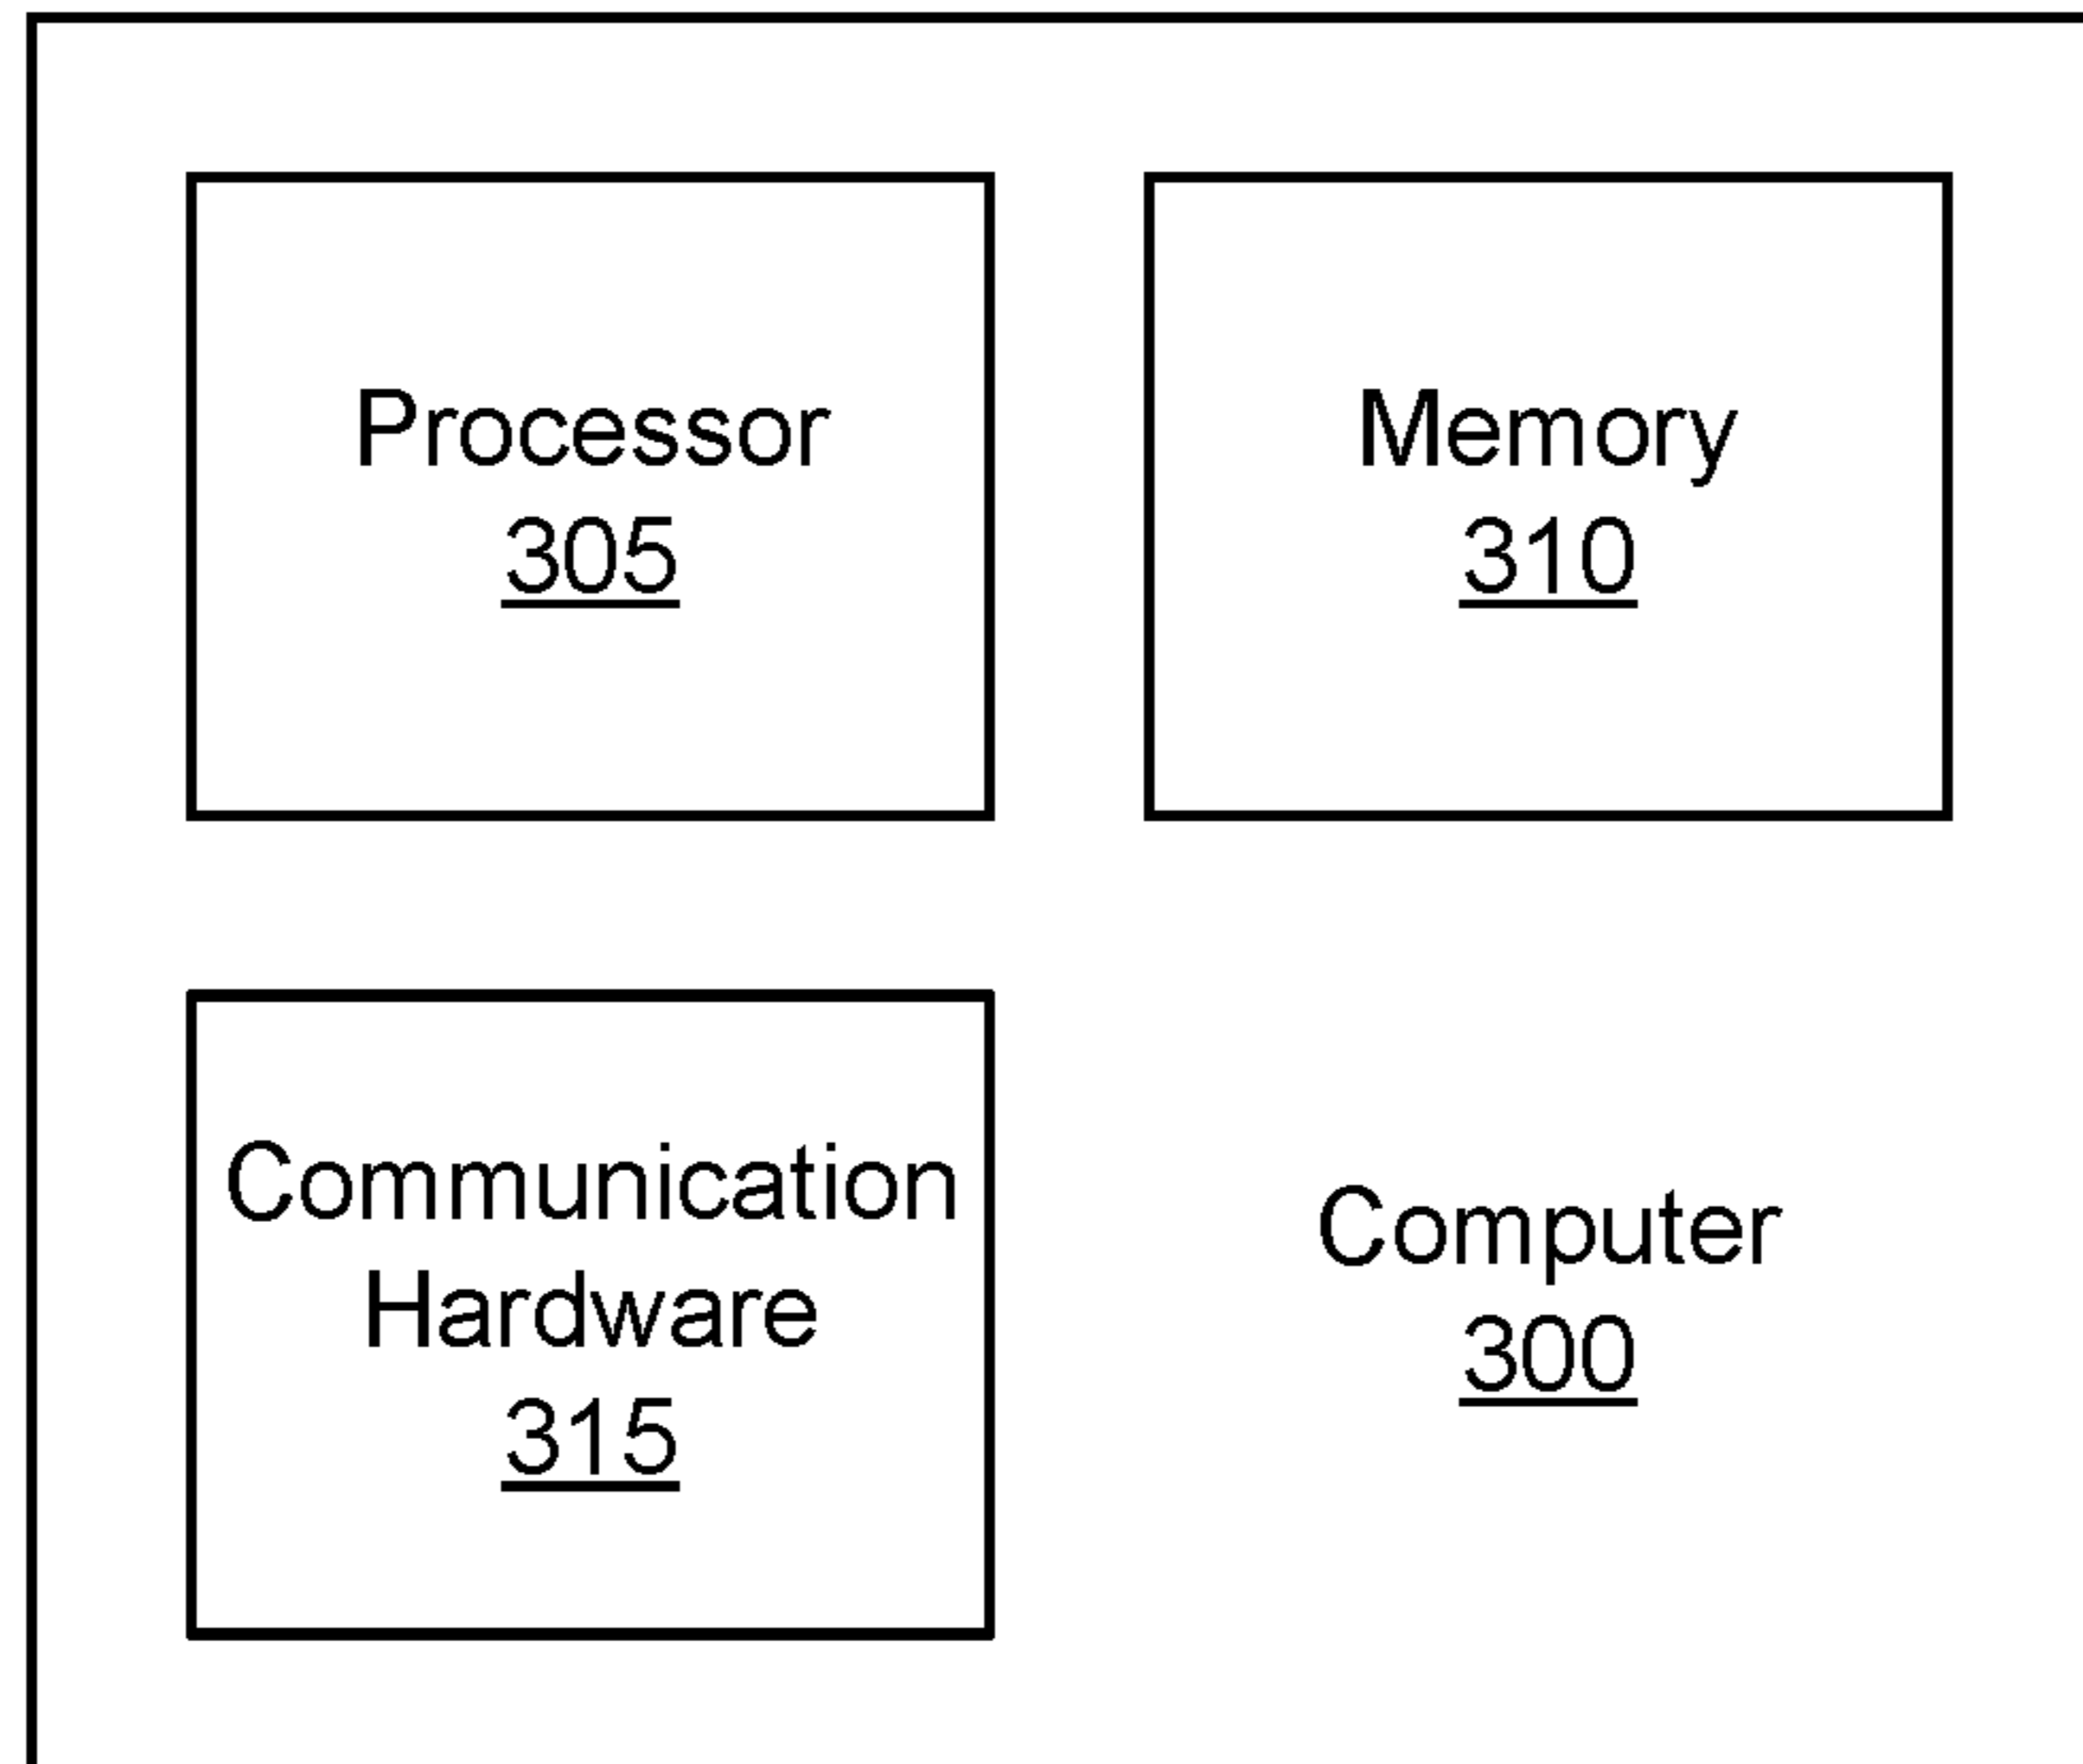 Processor
305
Memory
310
Communication
Hardware
315
Computer
300